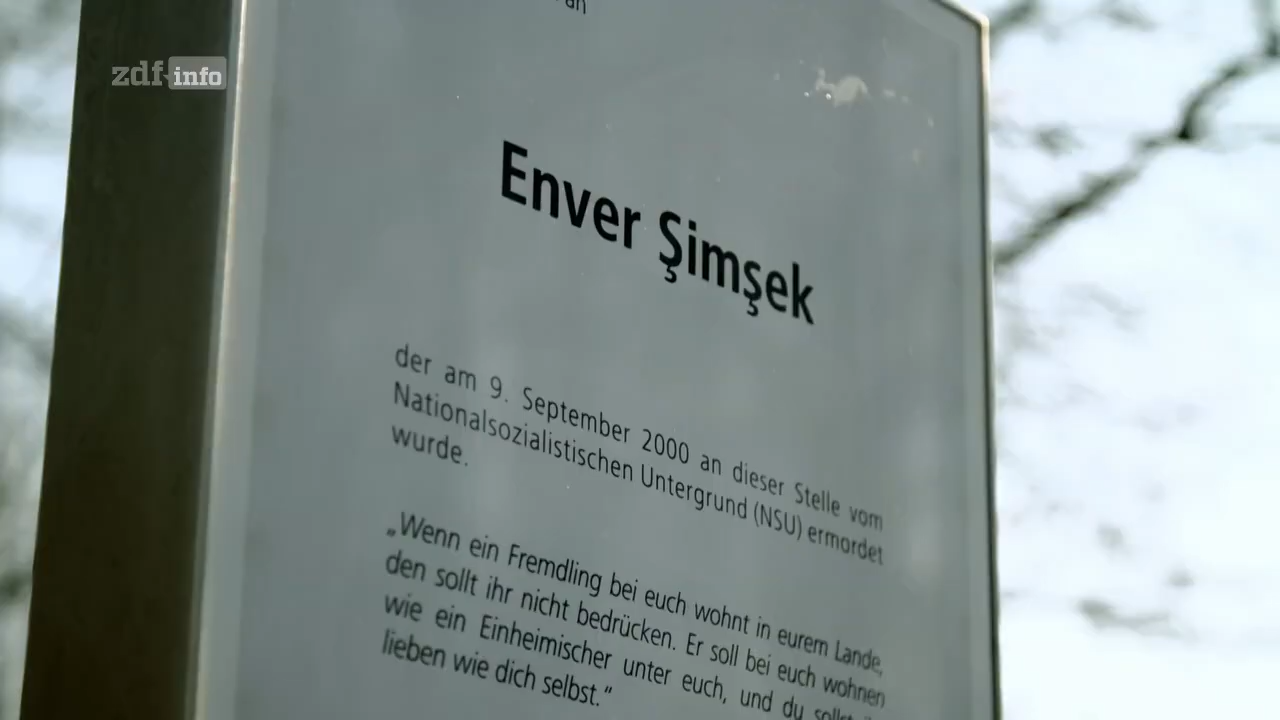 zdf info
an
Enver Şimşek
der am 9. September 2000 an dieser Stelle vom
Nationalsozialistischen Untergrund (NSU) ermordet
wurde.
„Wenn ein Fremdling bei euch wohnt in eurem Lande,
den sollt ihr nicht bedrücken. Er soll bei euch wohnen
wie ein Einheimischer unter euch, und du sollst
lieben wie dich selbst.“